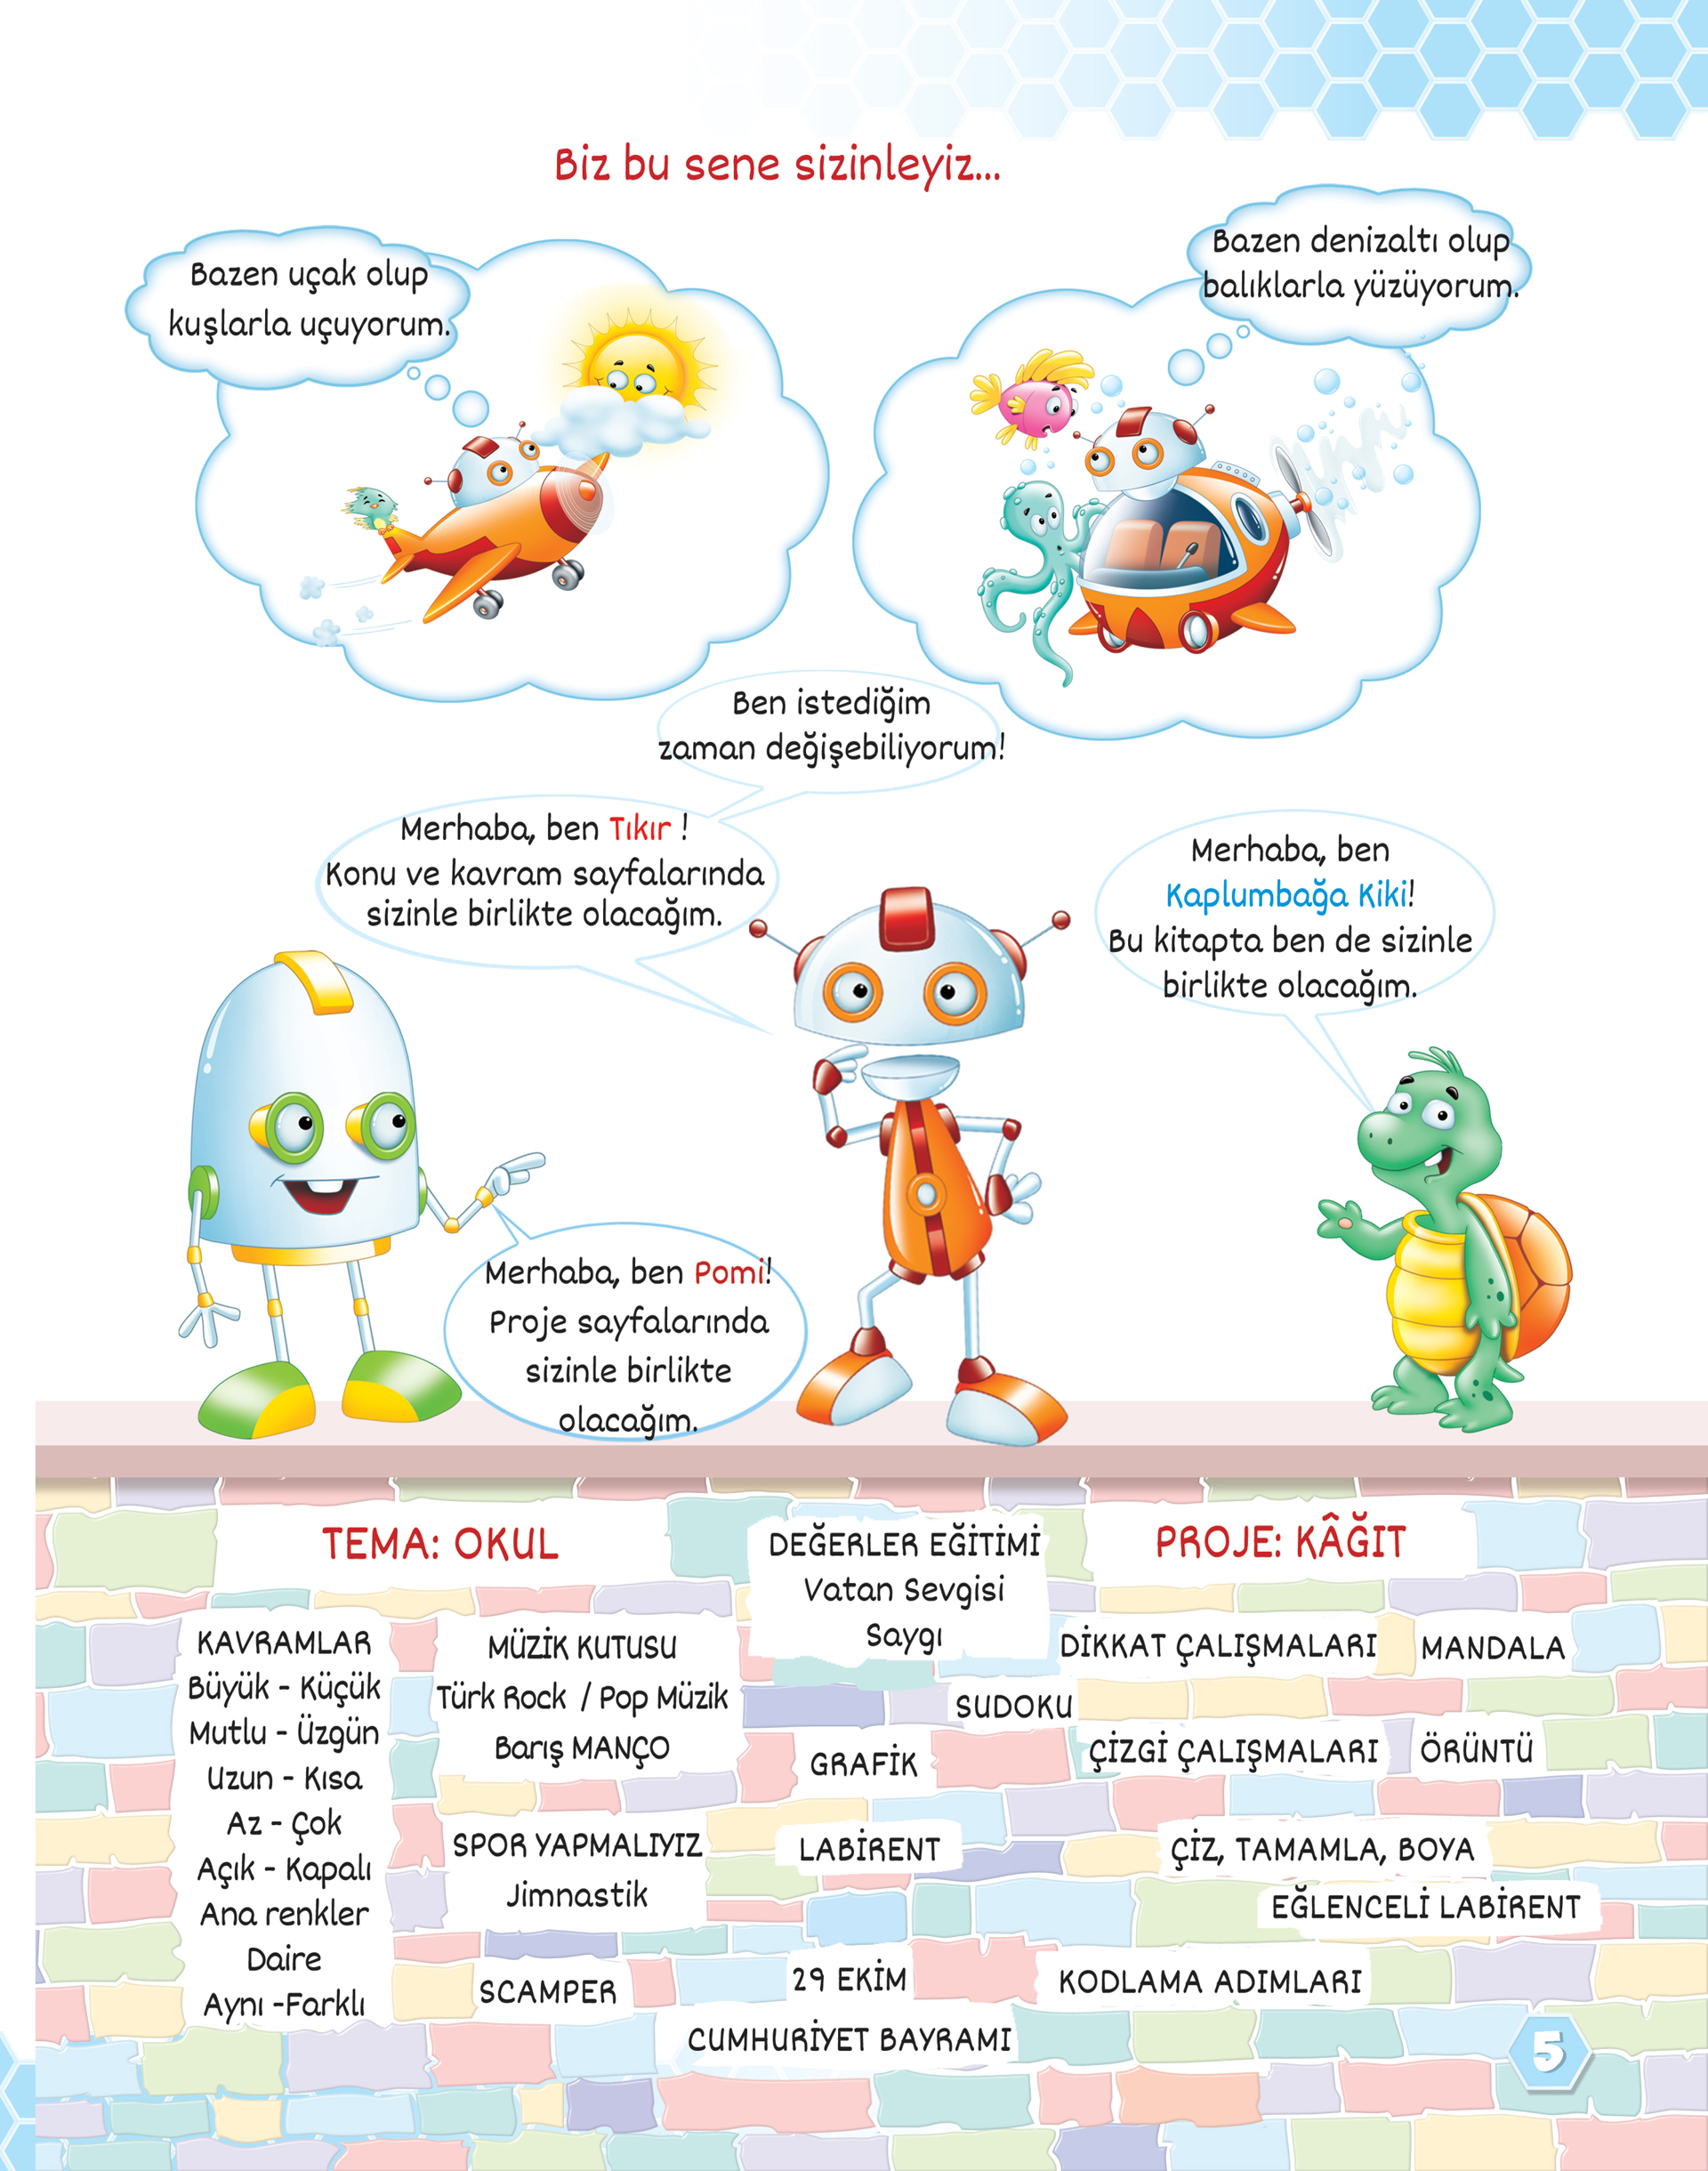 Biz bu sene sizinleyiz...
Bazen uçak olup
kuşlarla uçuyorum.
Bazen denizaltı olup
balıklarla yüzüyorum.
Ben istediğim
zaman değişebiliyorum!
Merhaba, ben Tıkır !
Konu ve kavram sayfalarında
sizinle birlikte olacağım.
Merhaba, ben
Kaplumbağa Kiki!
Bu kitapta ben de sizinle
birlikte olacağım.
Merhaba, ben Pomi!
Proje sayfalarında
sizinle birlikte
olacağım.
TEMA: OKUL
KAVRAMLAR
Büyük - Küçük
Mutlu - Üzgün
Uzun - Kısa
Az - Çok
Açık - Kapalı
Ana renkler
Daire
Aynı -Farklı
MÜZİK KUTUSU
Türk Rock / Pop Müzik
Barış MANÇO
SPOR YAPMALIYIZ
Jimnastik
SCAMPER
DEĞERLER EĞİTİMİ
Vatan Sevgisi
Saygı
SUDOKU
GRAFİK
LABİRENT
29 EKİM
CUMHURİYET BAYRAMI
PROJE: KÂĞIT
DİKKAT ÇALIŞMALARI
MANDALA
ÇİZGİ ÇALIŞMALARI
ÖRÜNTÜ
ÇİZ, TAMAMLA, BOYA
EĞLENCELİ LABİRENT
KODLAMA ADIMLARI
5